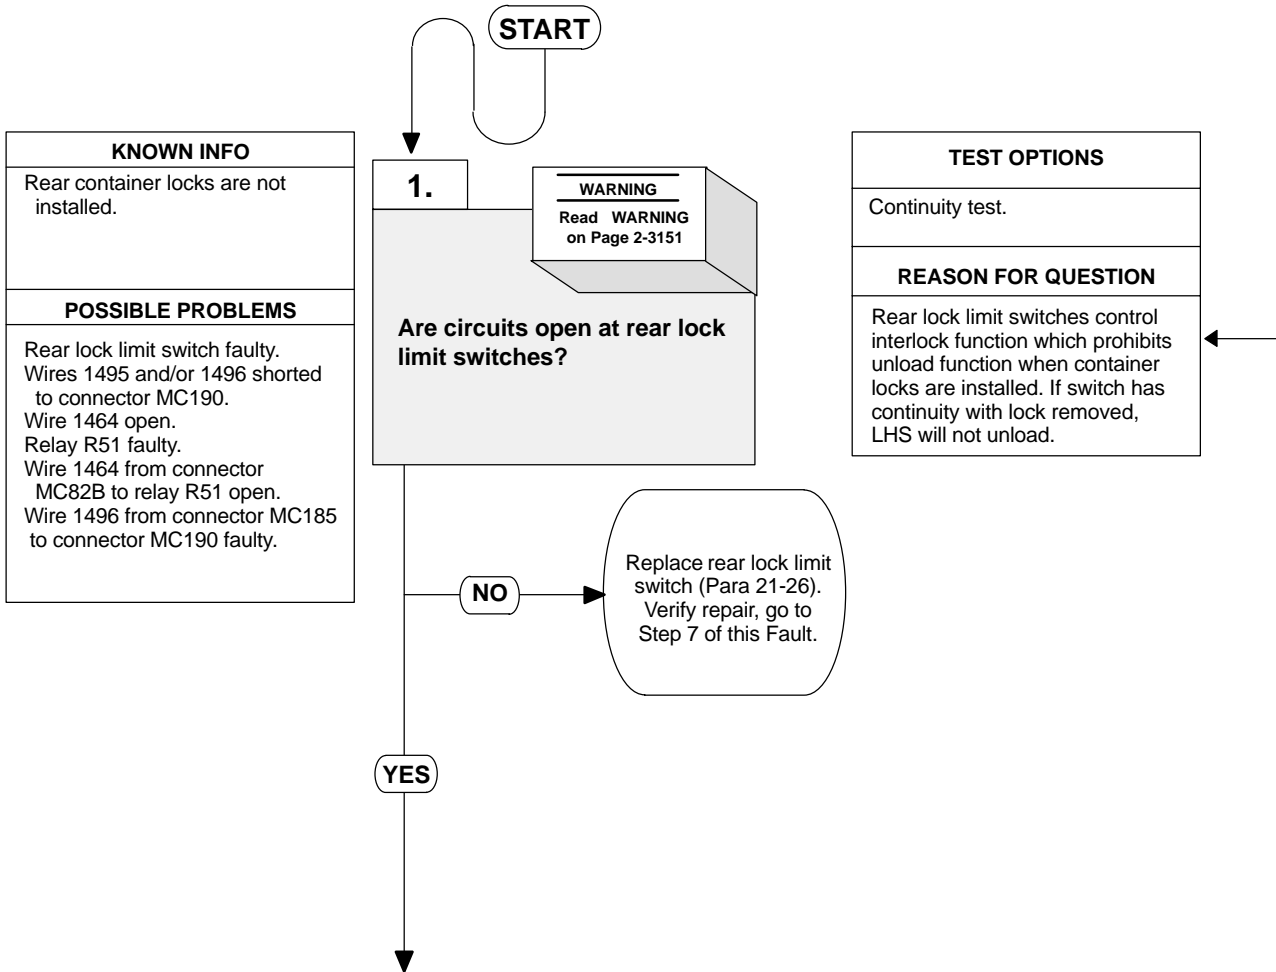 START
KNOWN INFO
Rear container locks are not
installed.
POSSIBLE PROBLEMS
Rear lock limit switch faulty.
Wires 1495 and/or 1496 shorted
to connector MC190.
Wire 1464 open.
Relay R51 faulty.
Wire 1464 from connector
MC82B to relay R51 open.
Wire 1496 from connector MC185
to connector MC190 faulty.
1.
WARNING
Read WARNING
on Page 2-3151
Are circuits open at rear lock
limit switches?
TEST OPTIONS
Continuity test.
REASON FOR QUESTION
Rear lock limit switches control
interlock function which prohibits
unload function when container
locks are installed. If switch has
continuity with lock removed,
LHS will not unload.
NO
Replace rear lock limit
switch (Para 21-26).
Verify repair, go to
Step 7 of this Fault.
YES